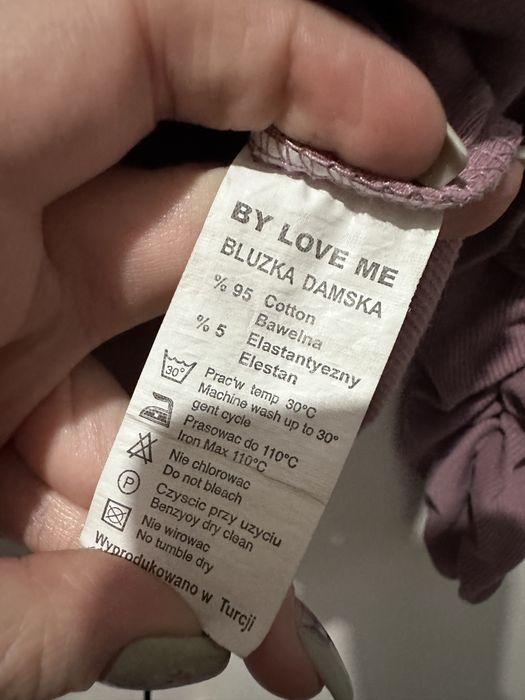 BY LOVE ME
BLUZKA DAMSKA
% 95 Cotton
Bawelna
% 5 Elastantyezny
Elestan
30°
Prac'w temp 30°C
Machine wash up to 30°
gent cycle
Prasowac do 110°C
Iron Max 110°C
Nie chlorowac
Do not bleach
P
Czyscic przy uzyciu
Benzyoy dry clean
Nie wirowac
No tumble dry
Wyprodukowano w Turcji